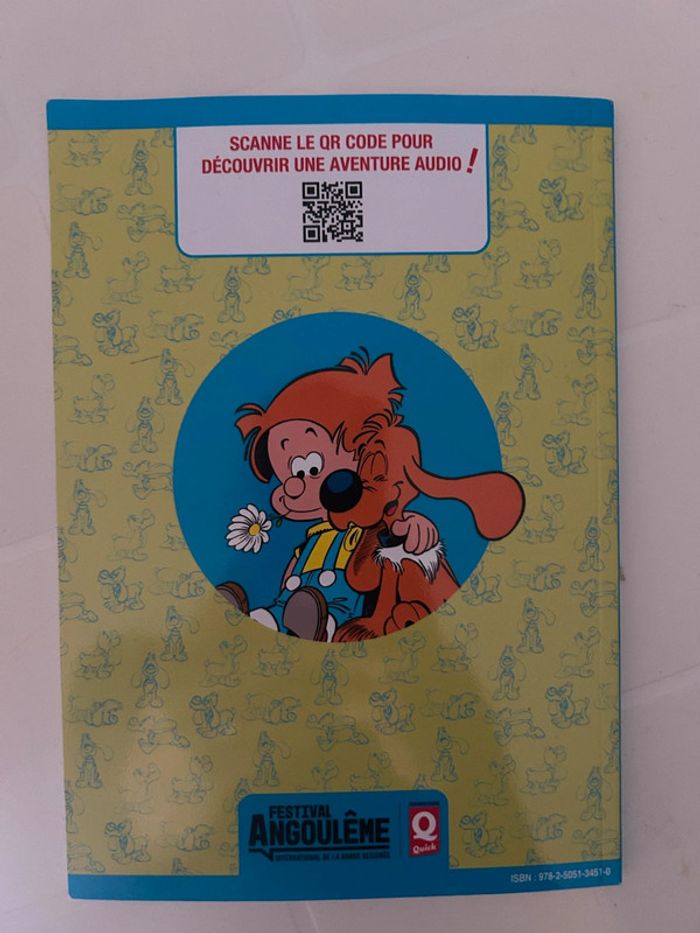 SCANNE LE QR CODE POUR
DÉCOUVRIR UNE AVENTURE AUDIO !
FESTIVAL
ANGOULÊME
INTERNATIONAL DE LA BANDE DESSINÉE
Q
Quick
ISBN : 978-2-5051-3451-0